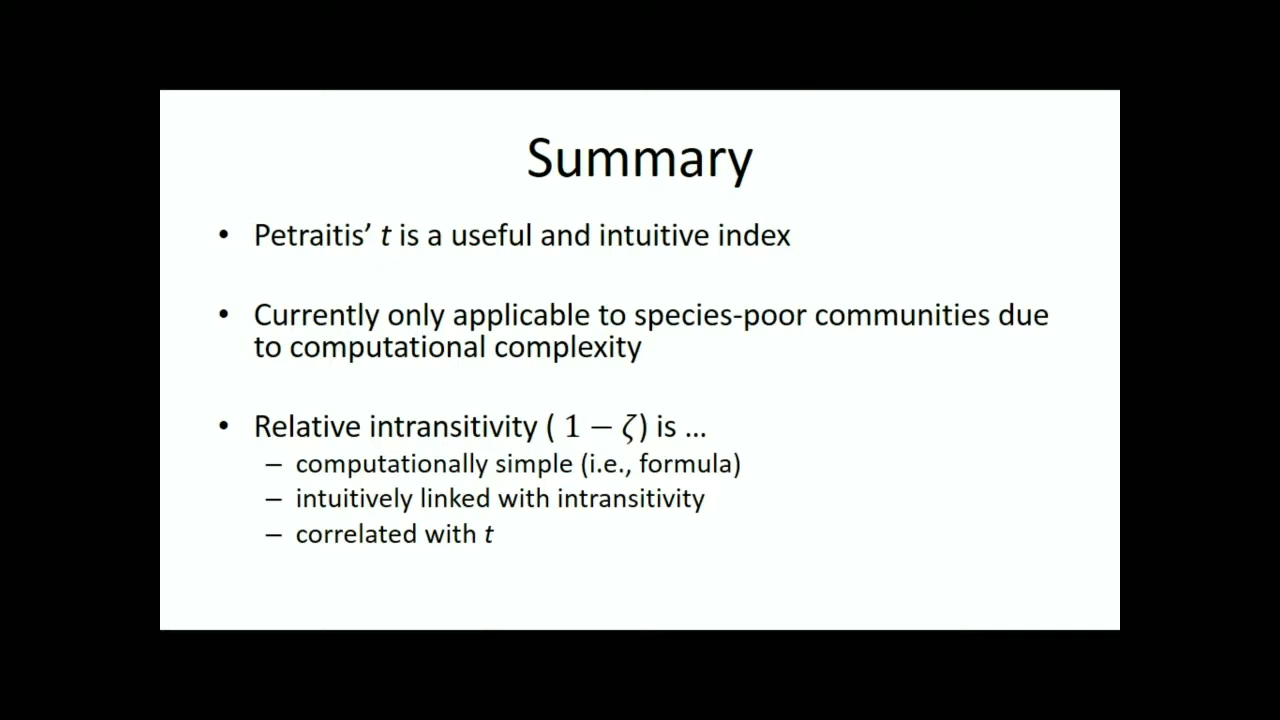 Summary
• Petraitis’ t is a useful and intuitive index
• Currently only applicable to species-poor communities due
to computational complexity
• Relative intransitivity ( 1 − ζ) is ...
– computationally simple (i.e., formula)
– intuitively linked with intransitivity
– correlated with t